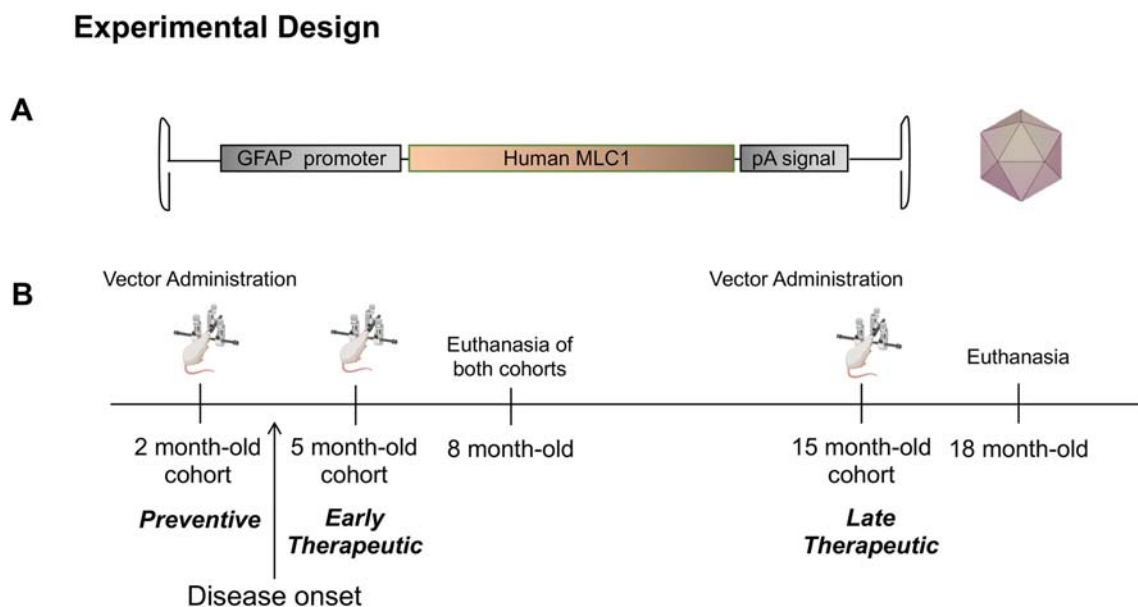 Experimental Design
A
GFAP promoter
Human MLC1
pA signal
B
Vector Administration
Vector Administration
Euthanasia of
both cohorts
Euthanasia
2 month-old
cohort
5 month-old
cohort
8 month-old
15 month-old
cohort
18 month-old
Preventive
Early
Therapeutic
Late
Therapeutic
Disease onset